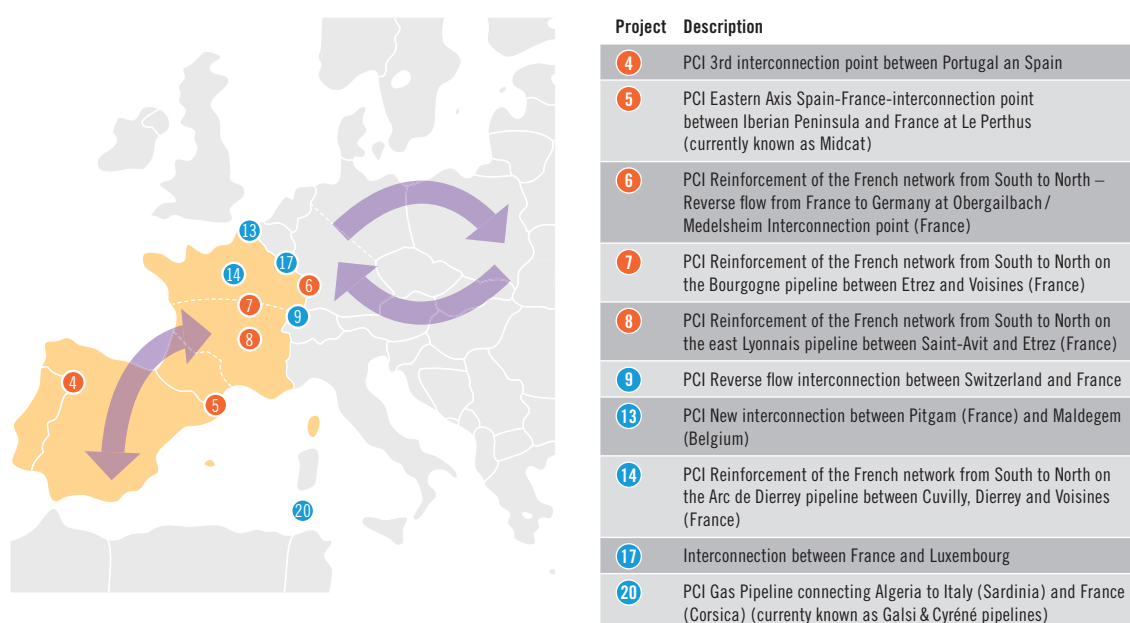 13
17
14
6
7
9
8
4
5
20
Project Description
4 PCI 3rd interconnection point between Portugal an Spain
5 PCI Eastern Axis Spain-France-interconnection point
between Iberian Peninsula and France at Le Perthus
(currently known as Midcat)
6 PCI Reinforcement of the French network from South to North –
Reverse flow from France to Germany at Obergailbach/
Medelsheim Interconnection point (France)
7 PCI Reinforcement of the French network from South to North on
the Bourgogne pipeline between Etrez and Voisines (France)
8 PCI Reinforcement of the French network from South to North on
the east Lyonnais pipeline between Saint-Avit and Etrez (France)
9 PCI Reverse flow interconnection between Switzerland and France
13 PCI New interconnection between Pitgam (France) and Maldegem
(Belgium)
14 PCI Reinforcement of the French network from South to North on
the Arc de Dierrey pipeline between Cuvilly, Dierrey and Voisines
(France)
17 Interconnection between France and Luxembourg
20 PCI Gas Pipeline connecting Algeria to Italy (Sardinia) and France
(Corsica) (currenty known as Galsi & Cyréné pipelines)